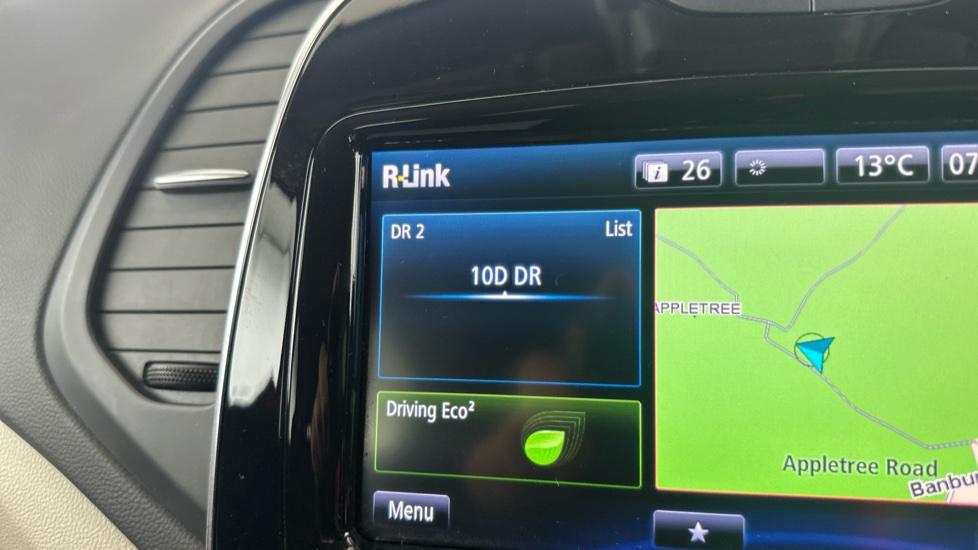 R-Link
i 26
13°C
07
DR 2 List
10D DR
APPLETREE
Driving Eco²
Appletree Road
Banbu
Menu